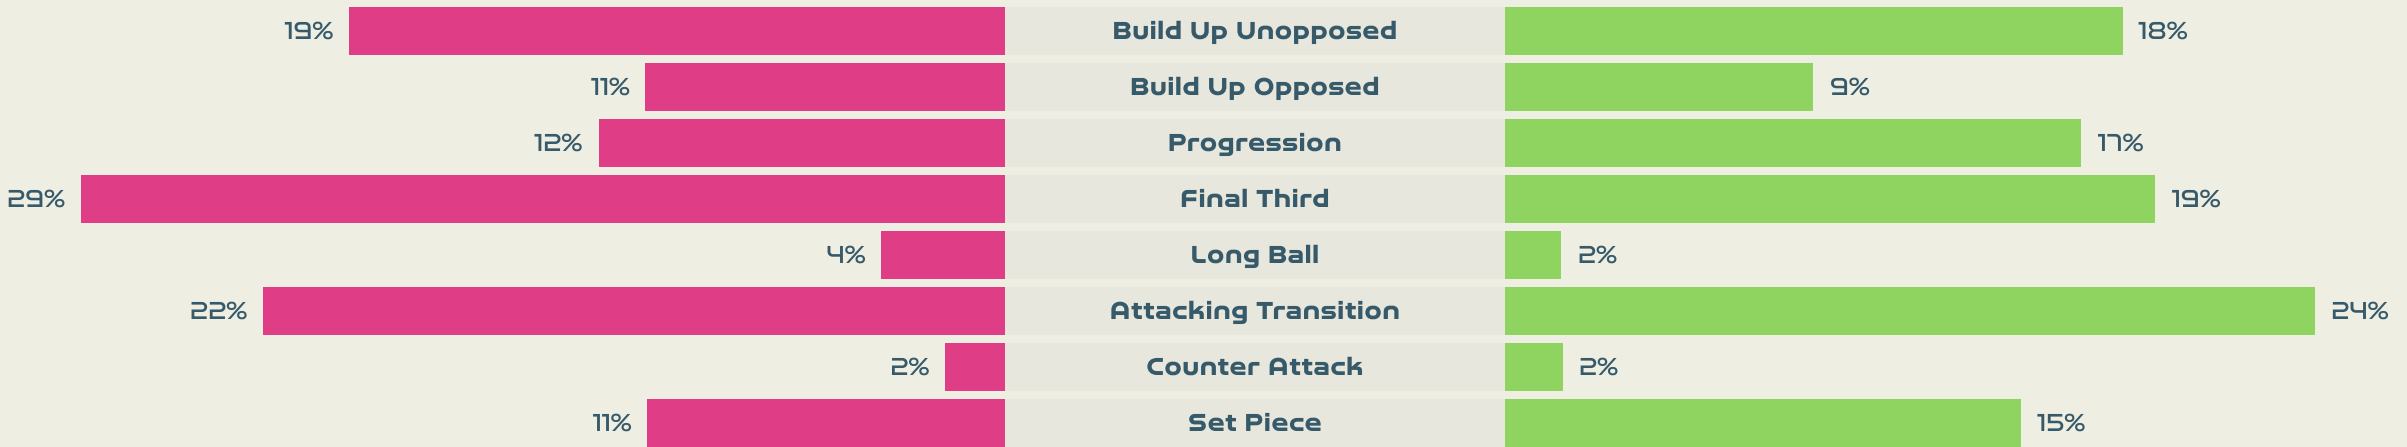 19% Build Up Unopposed 18%
11% Build Up Opposed 9%
12% Progression 17%
29% Final Third 19%
4% Long Ball 2%
22% Attacking Transition 24%
2% Counter Attack 2%
11% Set Piece 15%